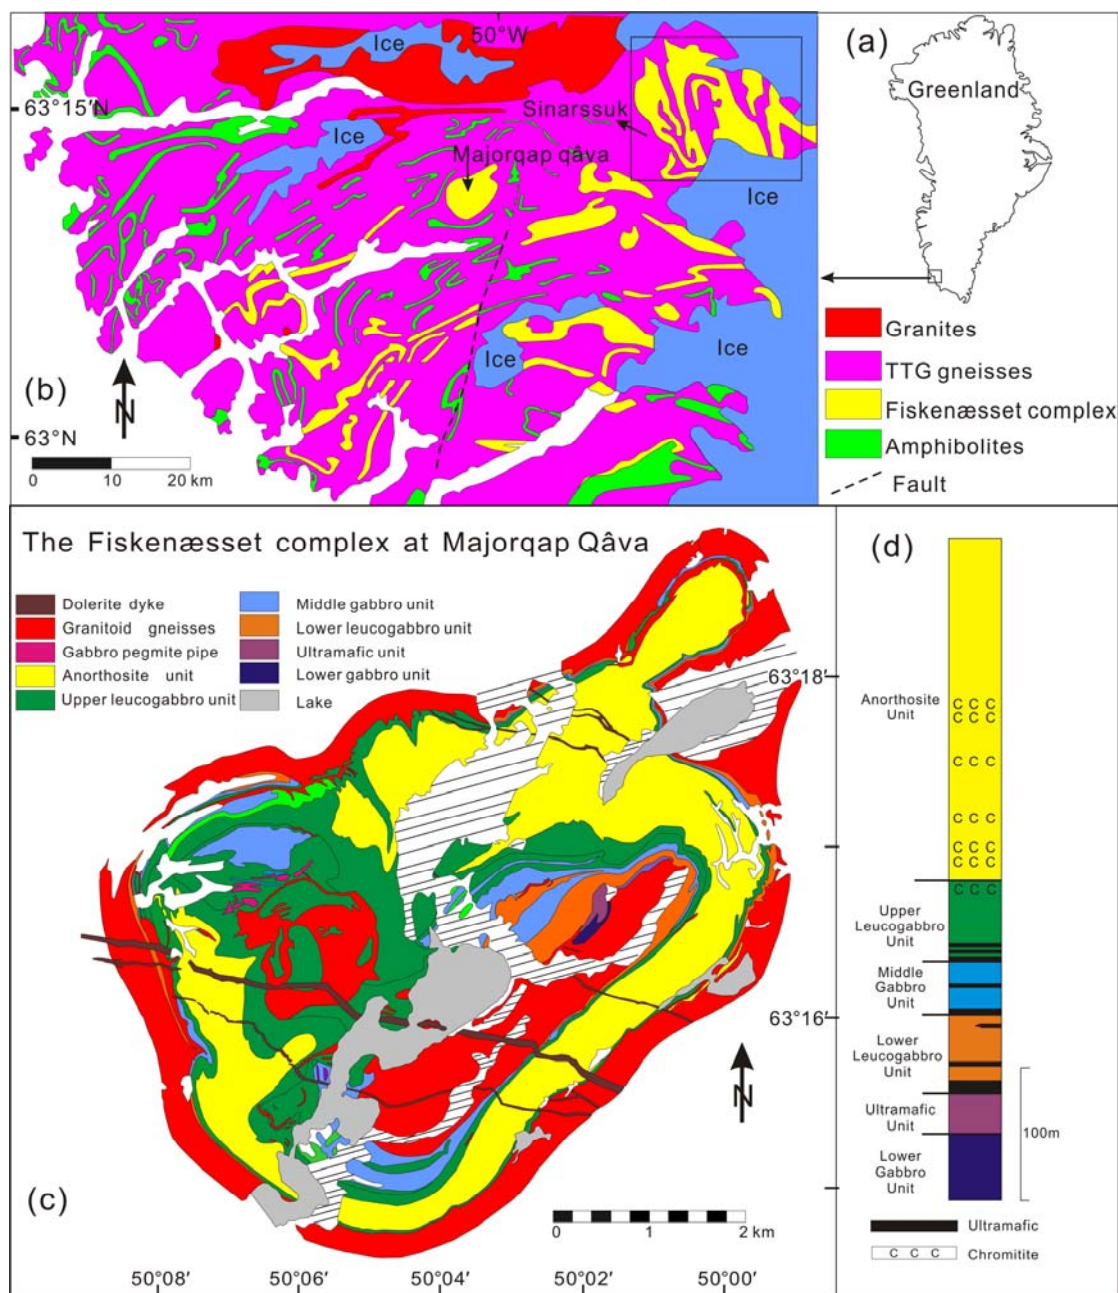 Ice
50°W
(a)
Greenland
63°15′N
Sinarssuk
Ice
Majorqap qâva
Ice
Granites
TTG gneisses
Fiskenæsset complex
Amphibolites
Fault
Ice
Ice
(b)
N
63°N
0 10 20 km
The Fiskenæsset complex at Majorqap Qâva
Dolerite dyke
Granitoid gneisses
Gabbro pegmite pipe
Anorthosite unit
Upper leucogabbro unit
Middle gabbro unit
Lower leucogabbro unit
Ultramafic unit
Lower gabbro unit
Lake
63°18′
63°16′
N
(c)
0 1 2 km
50°08′ 50°06′ 50°04′ 50°02′ 50°00′
(d)
Anorthosite
Unit
C C C
C C C
C C C
C C C
C C C
C C C
C C C
Upper
Leucogabbro
Unit
Middle
Gabbro
Unit
Lower
Leucogabbro
Unit
Ultramafic
Unit
Lower
Gabbro
Unit
100m
Ultramafic
C C C Chromitite